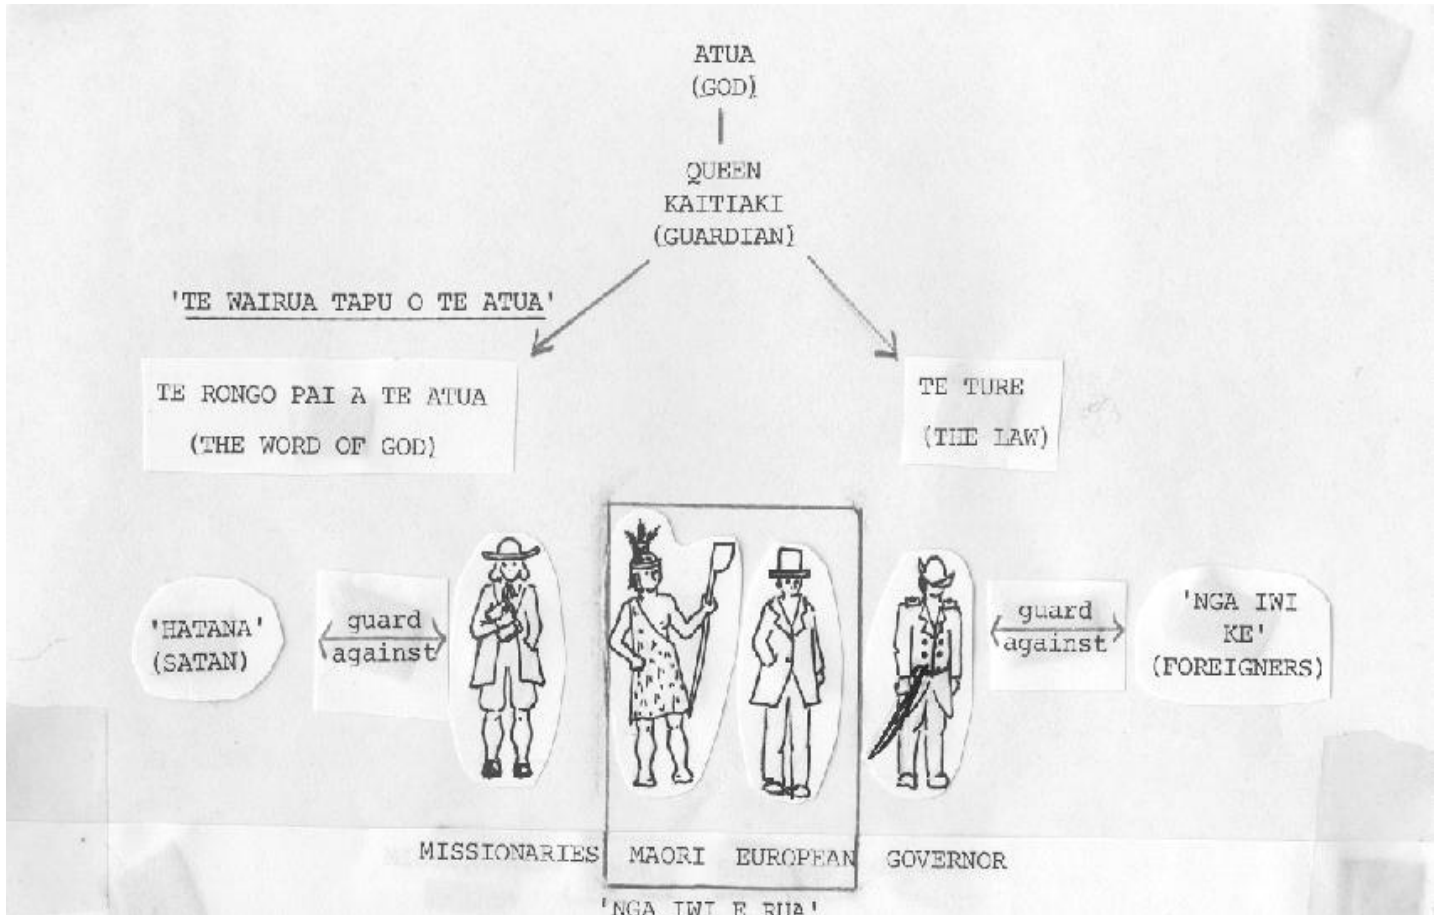 ATUA
(GOD)
QUEEN
KAITIAKI
(GUARDIAN)
'TE WAIRUA TAPU O TE ATUA'
TE RONGO PAI A TE ATUA
(THE WORD OF GOD)
TE TURE
(THE LAW)
'HATANA'
(SATAN)
guard
against
guard
against
'NGA IWI
KE'
(FOREIGNERS)
MISSIONARIES
MAORI
EUROPEAN
GOVERNOR
'NGA IWI E RUA'